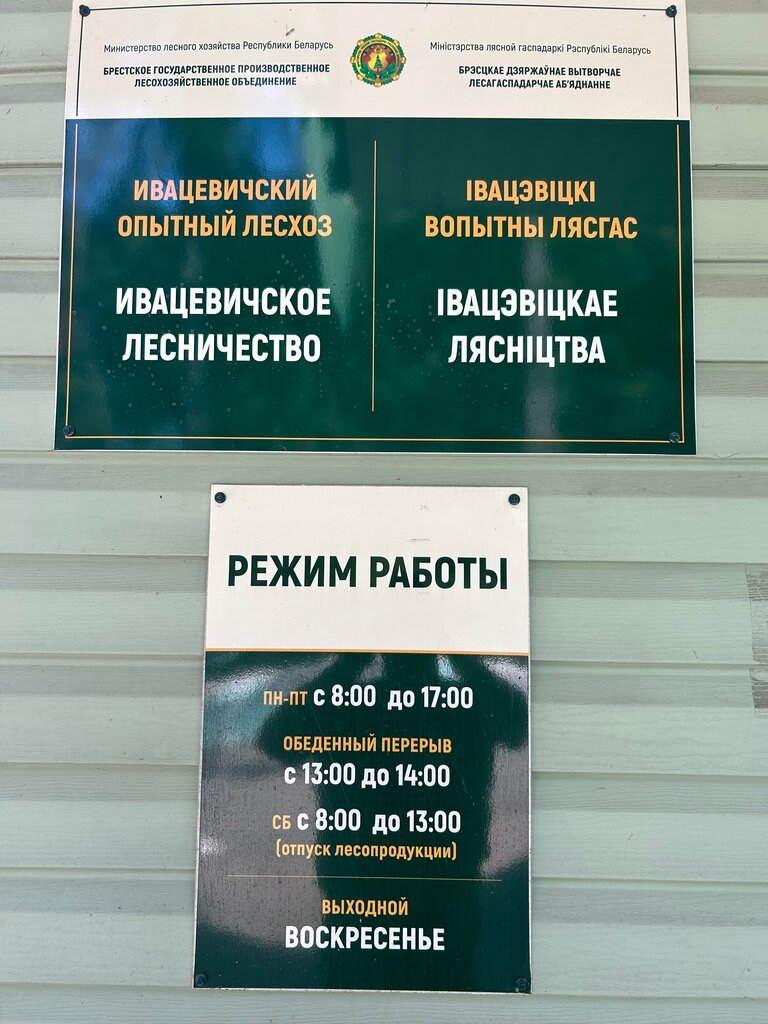 Министерство лесного хозяйства Республики Беларусь
БРЕСТСКОЕ ГОСУДАРСТВЕННОЕ ПРОИЗВОДСТВЕННОЕ
ЛЕСОХОЗЯЙСТВЕННОЕ ОБЪЕДИНЕНИЕ
Міністэрства лясной гаспадаркі Рэспублікі Беларусь
БРЭСЦКАЕ ДЗЯРЖАЎНАЕ ВЫТВОРЧАЕ
ЛЕСАГАСПАДАРЧАЕ АБ'ЯДНАННЕ
ИВАЦЕВИЧСКИЙ
ОПЫТНЫЙ ЛЕСХОЗ
ИВАЦЕВИЧСКОЕ
ЛЕСНИЧЕСТВО
ІВАЦЭВІЦКІ
ВОПЫТНЫ ЛЯСГАС
ІВАЦЭВІЦКАЕ
ЛЯСНІЦТВА
РЕЖИМ РАБОТЫ
ПН-ПТ с 8:00 до 17:00
ОБЕДЕННЫЙ ПЕРЕРЫВ
с 13:00 до 14:00
СБ с 8:00 до 13:00
(отпуск лесопродукции)
ВЫХОДНОЙ
ВОСКРЕСЕНЬЕ